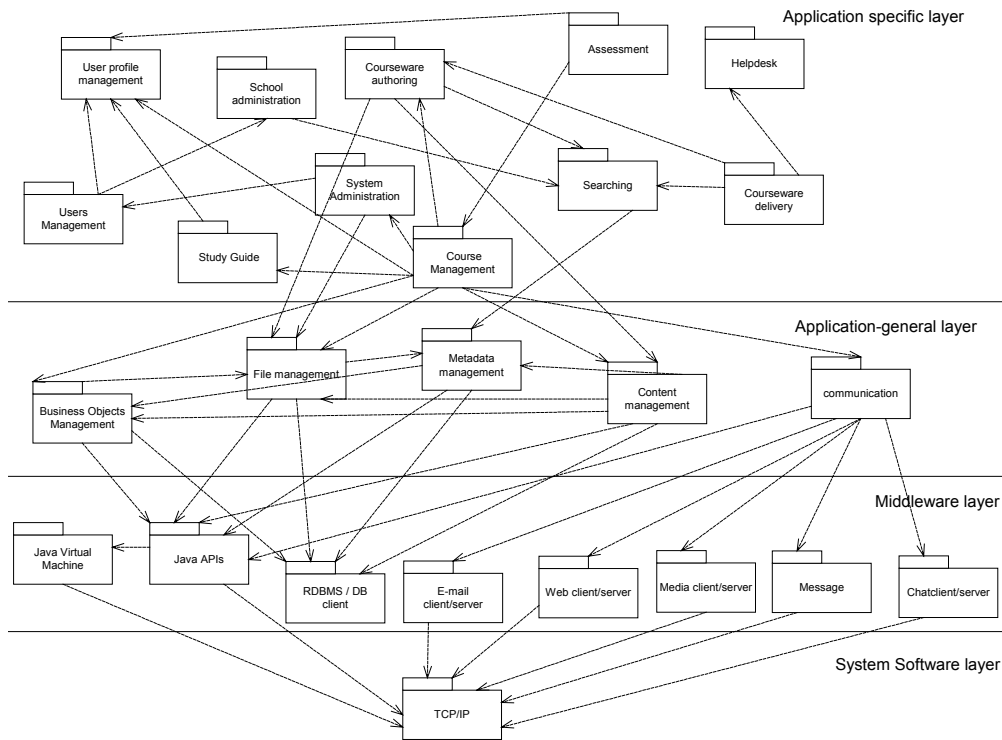 Application specific layer
User profile
management
School
administration
Courseware
authoring
Assessment
Helpdesk
Users
Management
System
Administration
Searching
Courseware
delivery
Study Guide
Course
Management
Application-general layer
File management
Metadata
management
Business Objects
Management
Content
management
communication
Middleware layer
Java Virtual
Machine
Java APIs
RDBMS / DB
client
E-mail
client/server
Web client/server
Media client/server
Message
Chatclient/server
System Software layer
TCP/IP